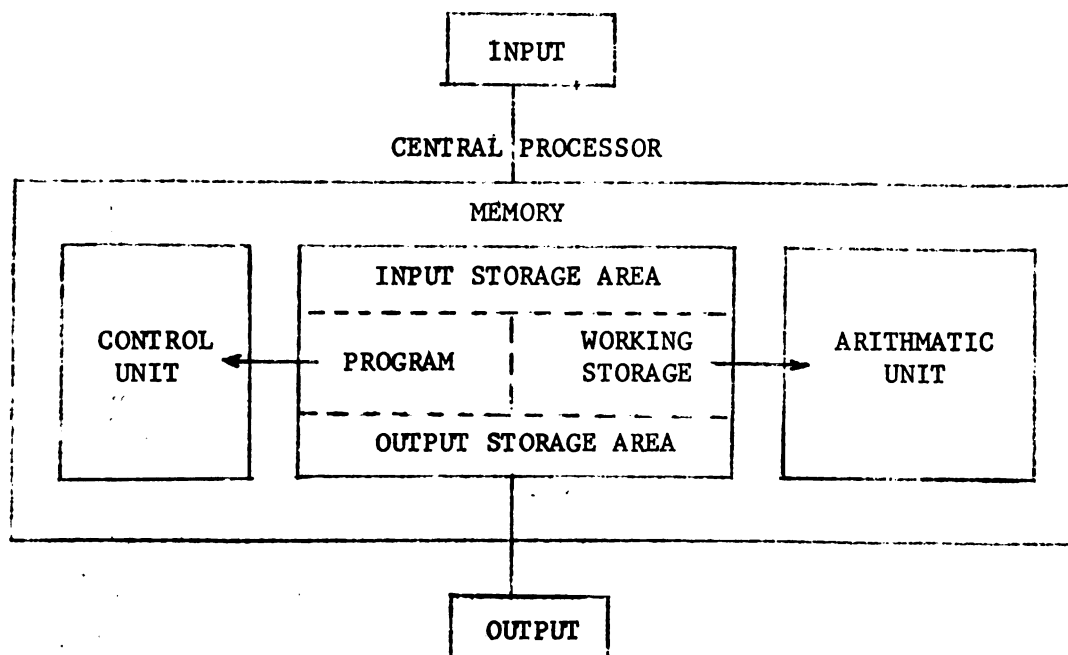 INPUT
CENTRAL PROCESSOR
MEMORY
INPUT STORAGE AREA
CONTROL
UNIT
PROGRAM
WORKING
STORAGE
ARITHMATIC
UNIT
OUTPUT STORAGE AREA
OUTPUT